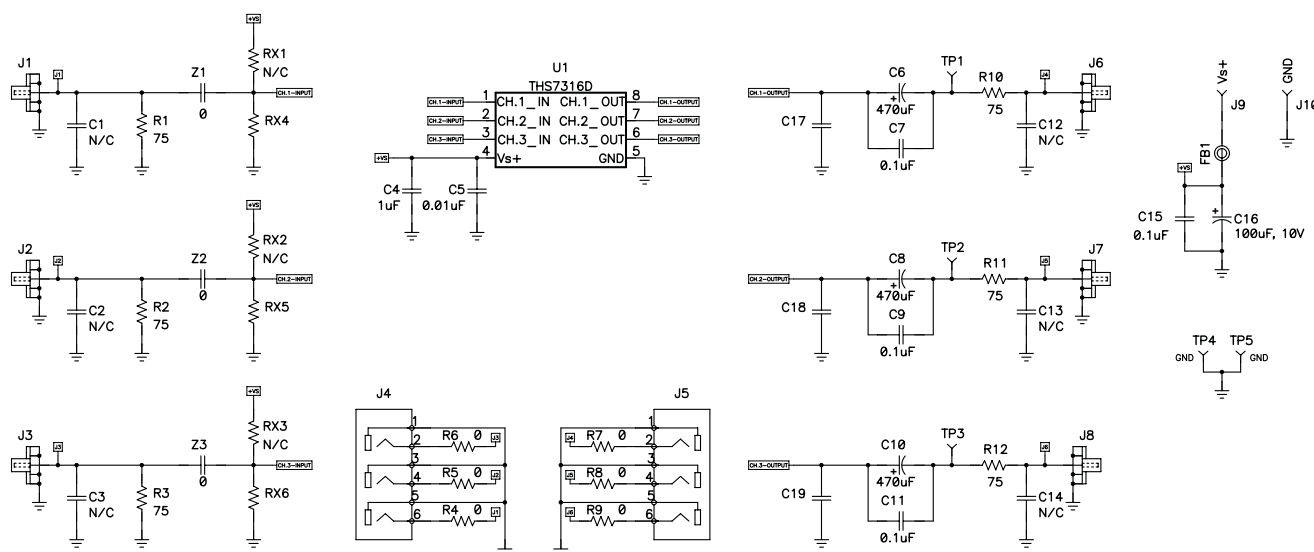 +VS
J1
J1
Z1
0
RX1
N/C
CH.1-INPUT
C1
N/C
R1
75
RX4
U1
THS7316D
CH.1-INPUT
1
CH.1_IN
CH.1_OUT
8
CH.1-OUTPUT
CH.2-INPUT
2
CH.2_IN
CH.2_OUT
7
CH.2-OUTPUT
CH.3-INPUT
3
CH.3_IN
CH.3_OUT
6
CH.3-OUTPUT
+VS
4
Vs+
GND
5
C4
1uF
C5
0.01uF
CH.1-OUTPUT
C17
C6
+
470uF
C7
0.1uF
TP1
R10
75
J4
C12
N/C
J6
Vs+
J9
GND
J10
FB1
+VS
C15
0.1uF
+
C16
100uF, 10V
+VS
J2
J2
Z2
0
RX2
N/C
CH.2-INPUT
C2
N/C
R2
75
RX5
CH.2-OUTPUT
C18
C8
+
470uF
C9
0.1uF
TP2
R11
75
J5
C13
N/C
J7
TP4
GND
TP5
GND
+VS
J3
J3
Z3
0
RX3
N/C
CH.3-INPUT
C3
N/C
R3
75
RX6
J4
1
2
R6 0
J3
3
4
R5 0
J2
5
6
R4 0
J1
J5
1
J4
R7 0
2
3
J5
R8 0
4
5
J6
R9 0
6
CH.3-OUTPUT
C19
C10
+
470uF
C11
0.1uF
TP3
R12
75
J6
C14
N/C
J8